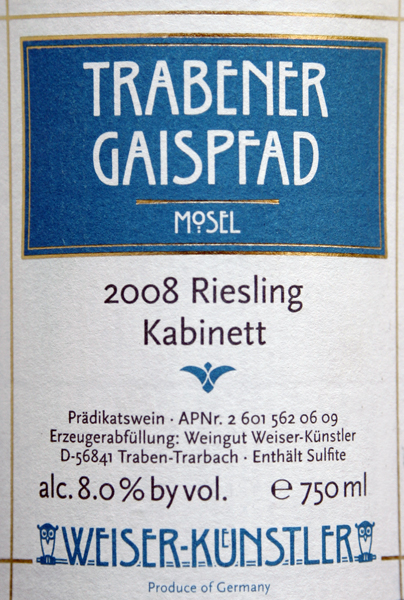 TRABENER
GAISPFAD
MOSEL
2008 Riesling
Kabinett
Prädikatswein · APNr. 2 601 562 06 09
Erzeugerabfüllung: Weingut Weiser-Künstler
D-56841 Traben-Trarbach · Enthält Sulfite
alc. 8.0 % by vol. ℮ 750 ml
WEISER-KÜNSTLER
Produce of Germany